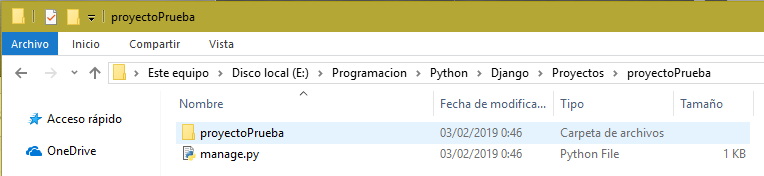 proyectoPrueba
Archivo Inicio Compartir Vista
Este equipo Disco local (E:) Programacion Python Django Proyectos proyectoPrueba
Nombre Fecha de modifica... Tipo Tamaño
Acceso rápido
proyectoPrueba 03/02/2019 0:46 Carpeta de archivos
OneDrive
manage.py 03/02/2019 0:46 Python File 1 KB